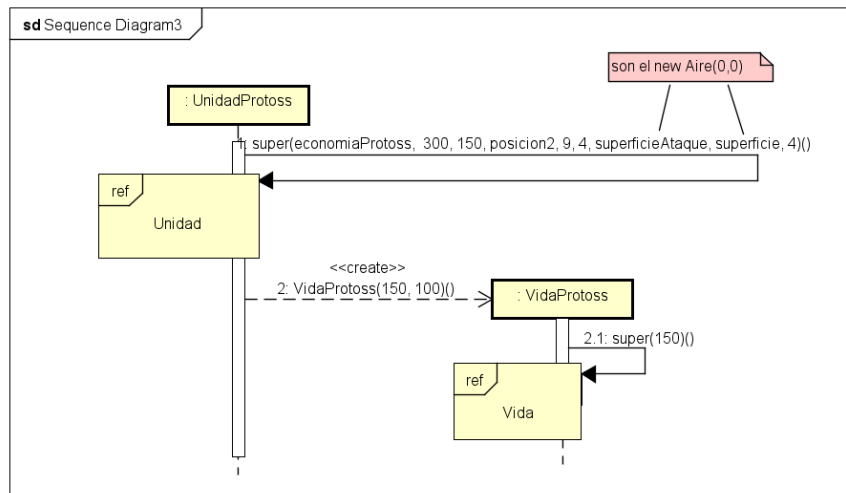 sd Sequence Diagram3
son el new Aire(0,0)
: UnidadProtoss
1: super(economiaProtoss,  300, 150, posicion2, 9, 4, superficieAtaque, superficie, 4)()
ref
Unidad
<<create>>
2: VidaProtoss(150, 100)()
: VidaProtoss
2.1: super(150)()
ref
Vida